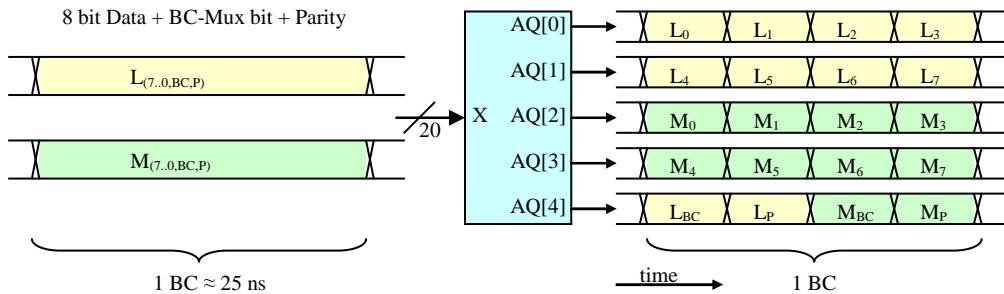 8 bit Data + BC-Mux bit + Parity
L(7..0,BC,P)
M(7..0,BC,P)
1 BC ≈ 25 ns
20
X
AQ[0]
AQ[1]
AQ[2]
AQ[3]
AQ[4]
L0 L1 L2 L3
L4 L5 L6 L7
M0 M1 M2 M3
M4 M5 M6 M7
LBC LP MBC MP
time
1 BC